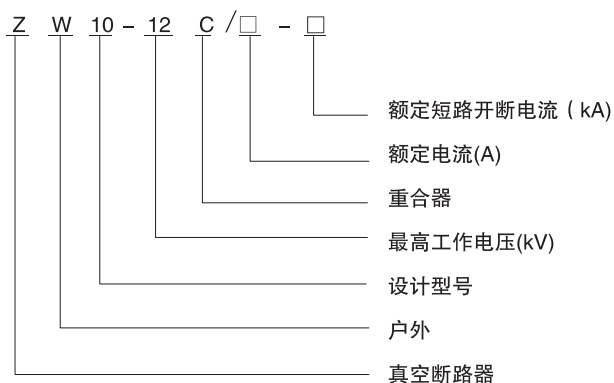 Z W 10-12 C/□-□
额定短路开断电流(kA)
额定电流(A)
重合器
最高工作电压(kV)
设计型号
户外
真空断路器